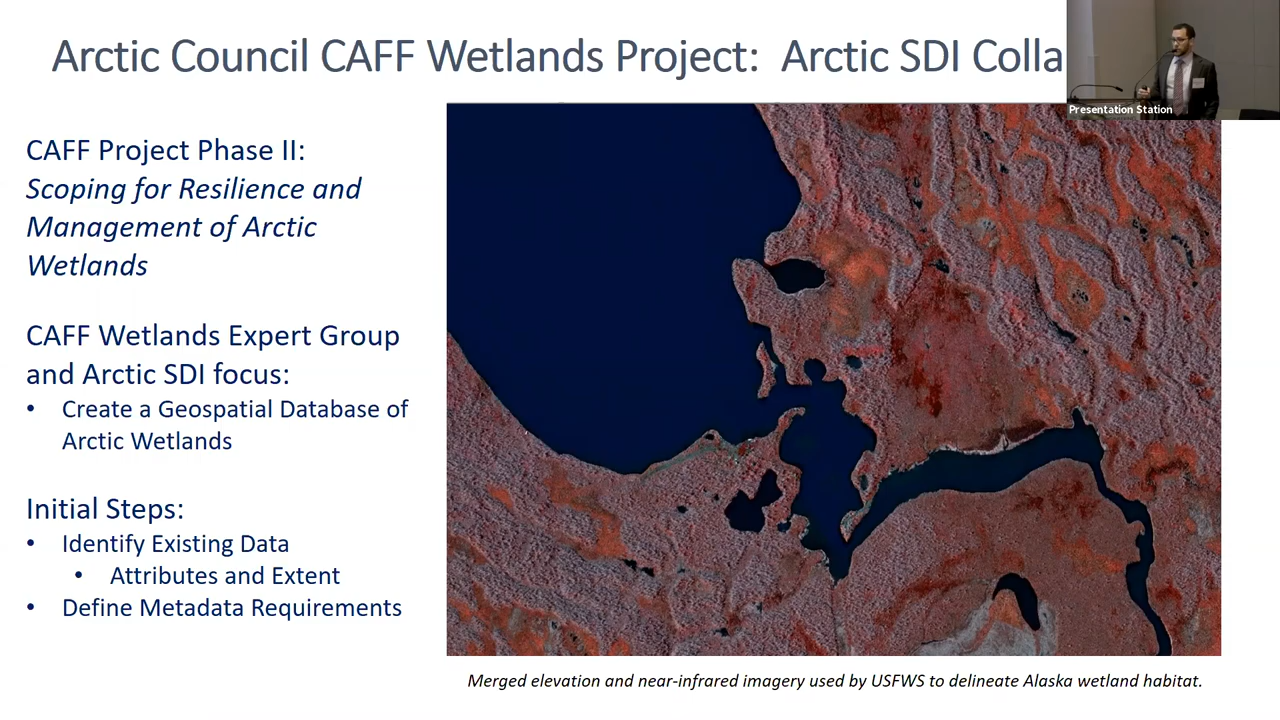 Arctic Council CAFF Wetlands Project:  Arctic SDI Colla
Presentation Station
CAFF Project Phase II:
Scoping for Resilience and
Management of Arctic
Wetlands
CAFF Wetlands Expert Group
and Arctic SDI focus:
• Create a Geospatial Database of
Arctic Wetlands
Initial Steps:
• Identify Existing Data
• Attributes and Extent
• Define Metadata Requirements
Merged elevation and near-infrared imagery used by USFWS to delineate Alaska wetland habitat.